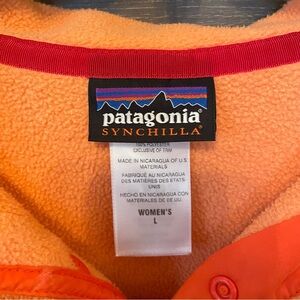 patagonia®
SYNCHILLA®
100% POLYESTER
EXCLUSIVE OF TRIM
MADE IN NICARAGUA OF U.S.
MATERIALS
FABRIQUÉ AU NICARAGUA
DES MATIÈRES DES ETATS
UNIS
HECHO EN NICARAGUA CON
MATERIALES DE EE.UU.
WOMEN'S
L